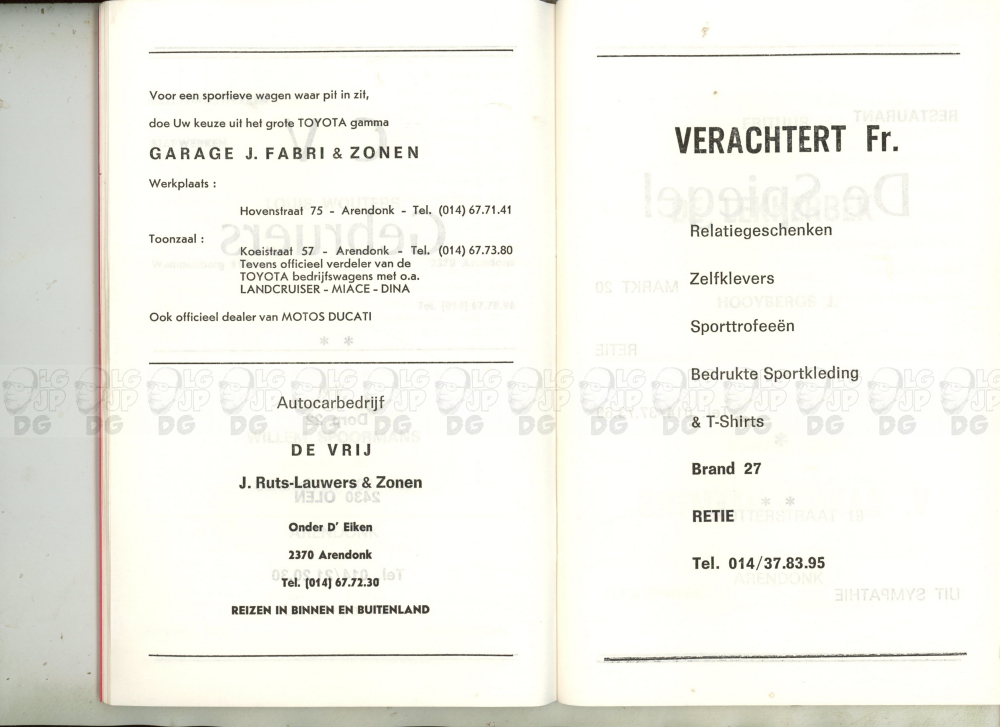 Voor een sportieve wagen waar pit in zit,
doe Uw keuze uit het grote TOYOTA gamma
GARAGE J. FABRI & ZONEN
Werkplaats :
Hovenstraat 75 - Arendonk - Tel. (014) 67.71.41
Toonzaal :
Koeistraat 57 - Arendonk - Tel. (014) 67.73.80
Tevens officieel verdeler van de
TOYOTA bedrijfswagens met o.a.
LANDCRUISER - MIACE - DINA
Ook officieel dealer van MOTOS DUCATI
Autocarbedrijf
DE VRIJ
J. Ruts-Lauwers & Zonen
Onder D' Eiken
2370 Arendonk
Tel. (014) 67.72.30
REIZEN IN BINNEN EN BUITENLAND
VERACHTERT Fr.
Relatiegeschenken
Zelfklevers
Sporttrofeeën
Bedrukte Sportkleding
& T-Shirts
Brand 27
RETIE
Tel. 014/37.83.95